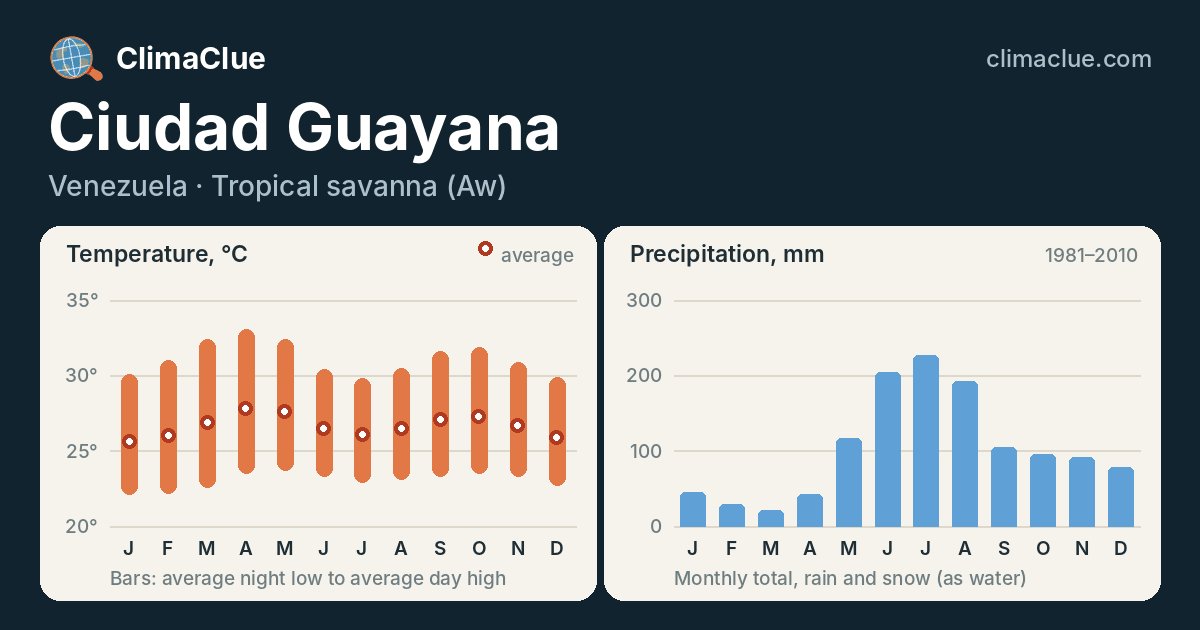 ClimaClue
climaclue.com
Ciudad Guayana
Venezuela · Tropical savanna (Aw)
Temperature, °C
average
35°
30°
25°
20°
J F M A M J J A S O N D
Bars: average night low to average day high
Precipitation, mm
1981–2010
300
200
100
0
J F M A M J J A S O N D
Monthly total, rain and snow (as water)